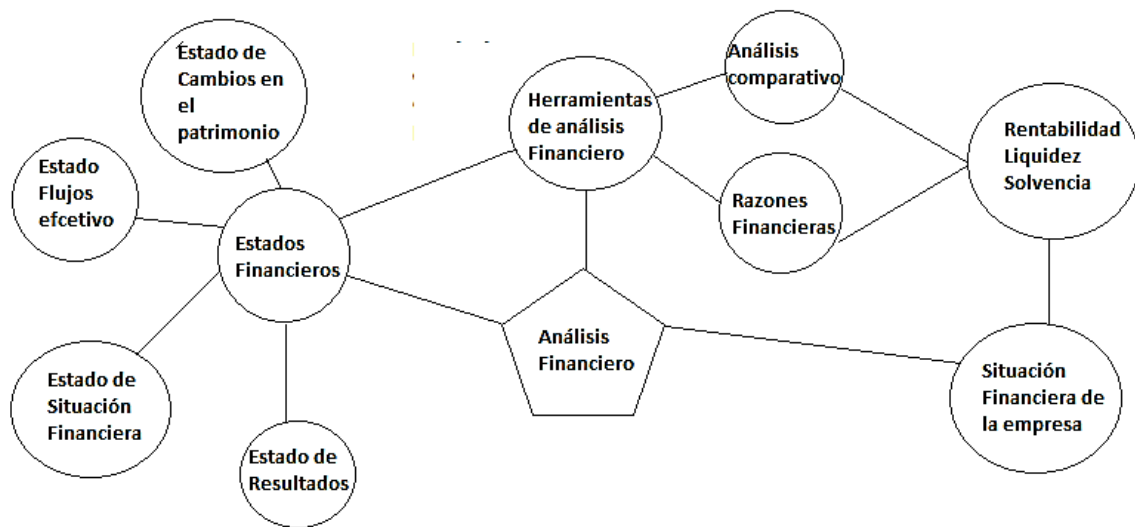 Estado de
Cambios en
el
patrimonio
Estado
Flujos
efcetivo
Estados
Financieros
Estado de
Situación
Financiera
Estado de
Resultados
Herramientas
de análisis
Financiero
Análisis
comparativo
Razones
Financieras
Rentabilidad
Liquidez
Solvencia
Análisis
Financiero
Situación
Financiera de
la empresa